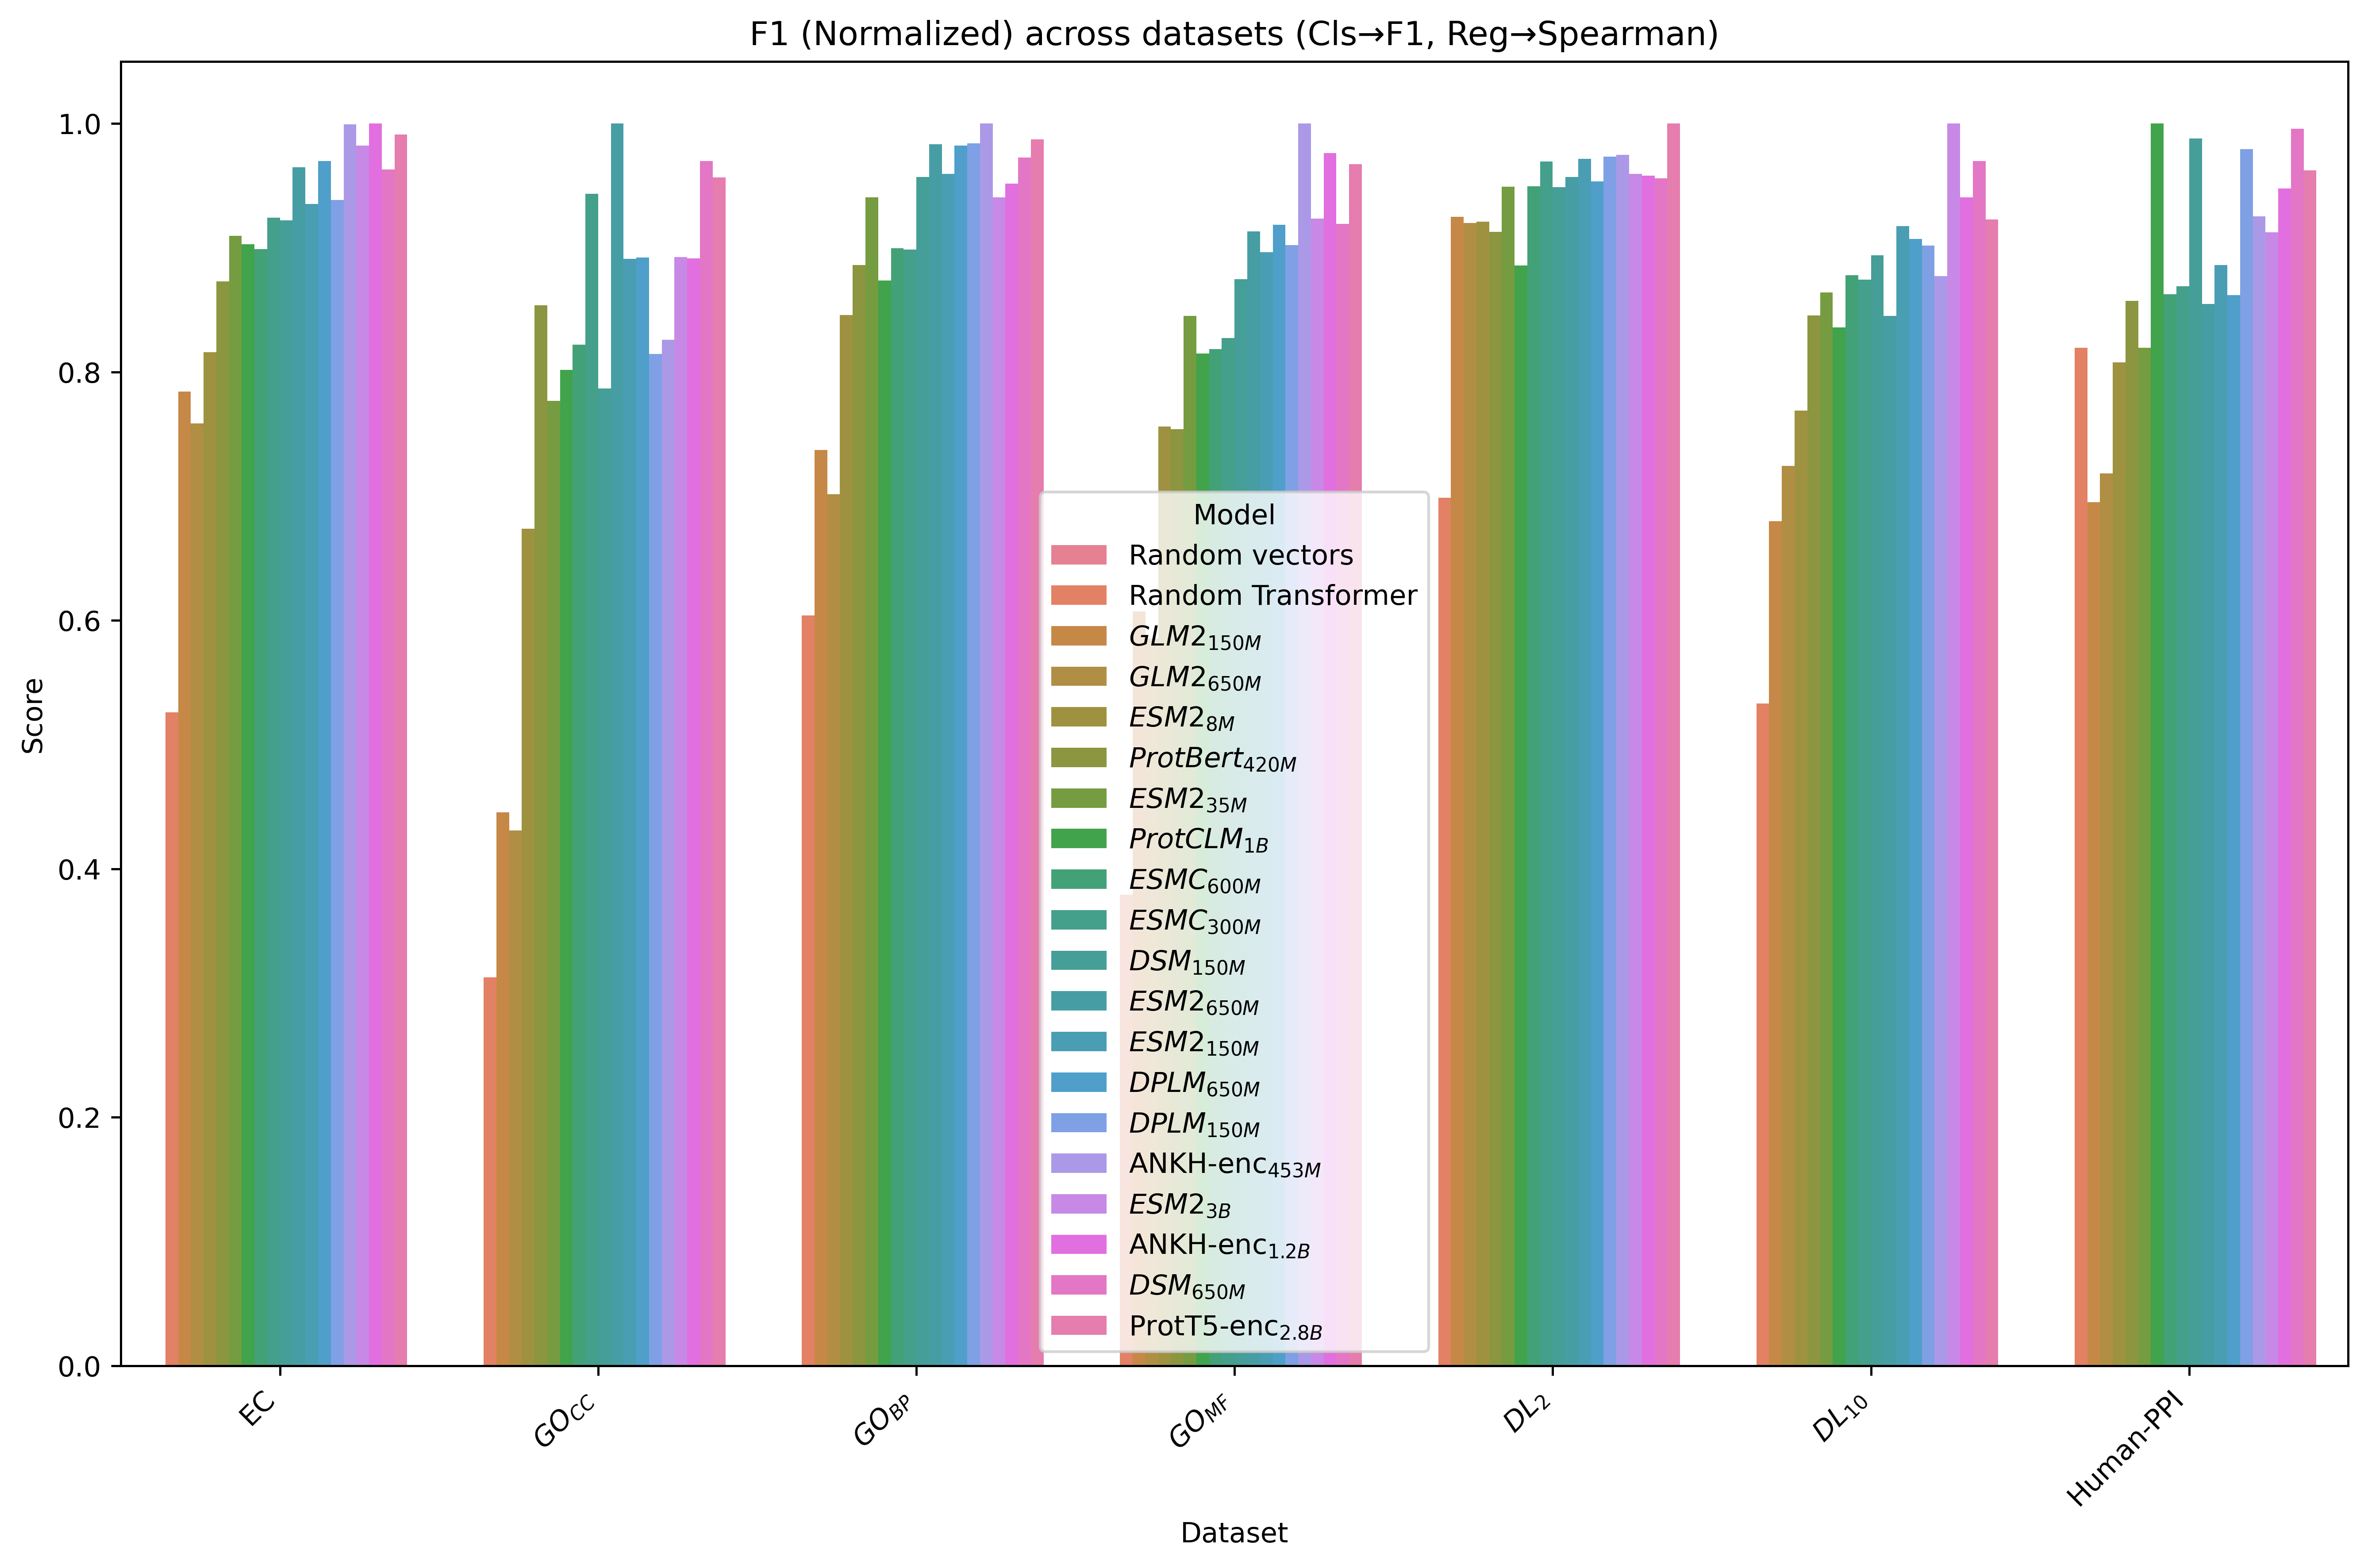 F1 (Normalized) across datasets (Cls→F1, Reg→Spearman)
Score
1.0
0.8
0.6
0.4
0.2
0.0
Model
Random vectors
Random Transformer
GLM2150M
GLM2650M
ESM28M
ProtBert420M
ESM235M
ProtCLM1B
ESMC600M
ESMC300M
DSM150M
ESM2650M
ESM2150M
DPLM650M
DPLM150M
ANKH-enc453M
ESM23B
ANKH-enc1.2B
DSM650M
ProtT5-enc2.8B
EC
GOCC
GOBP
GOMF
DL2
DL10
Human-PPI
Dataset